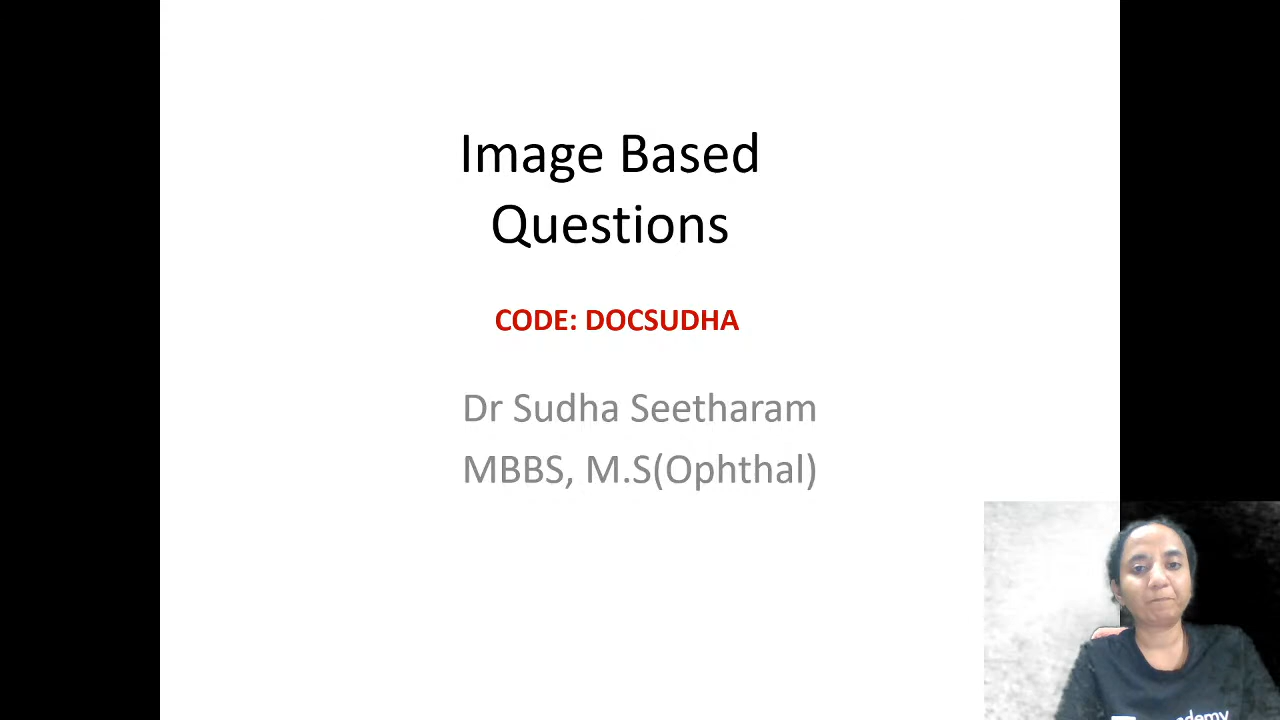 Image Based
Questions
CODE: DOCSUDHA
Dr Sudha Seetharam
MBBS, M.S(Ophthal)